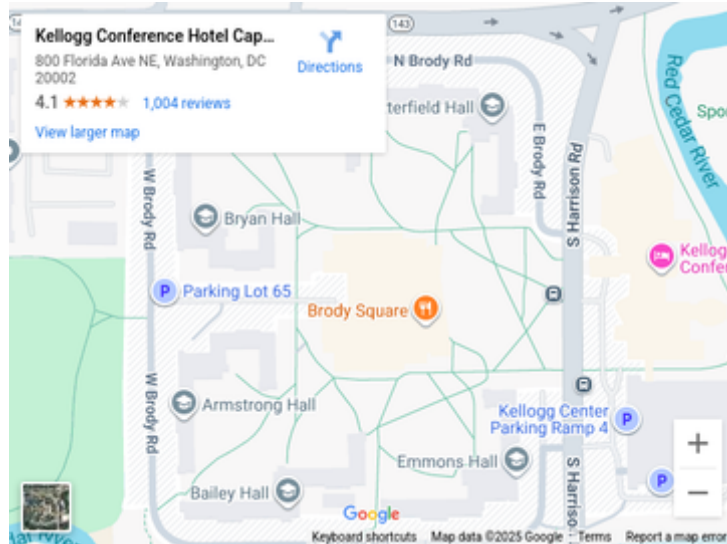 Kellogg Conference Hotel Cap...
800 Florida Ave NE, Washington, DC
20002
4.1
1,004 reviews
View larger map
Directions
143
N Brody Rd
terfield Hall
E Brody Rd
S Harrison Rd
Red Cedar River
Spo
W Brody Rd
Bryan Hall
Kellog
Confe
P
Parking Lot 65
Brody Square
W Brody Rd
Armstrong Hall
Kellogg Center
Parking Ramp 4
P
Emmons Hall
Bailey Hall
P
S Harriso
+
−
Google
Keyboard shortcuts
Map data ©2025 Google
Terms
Report a map error